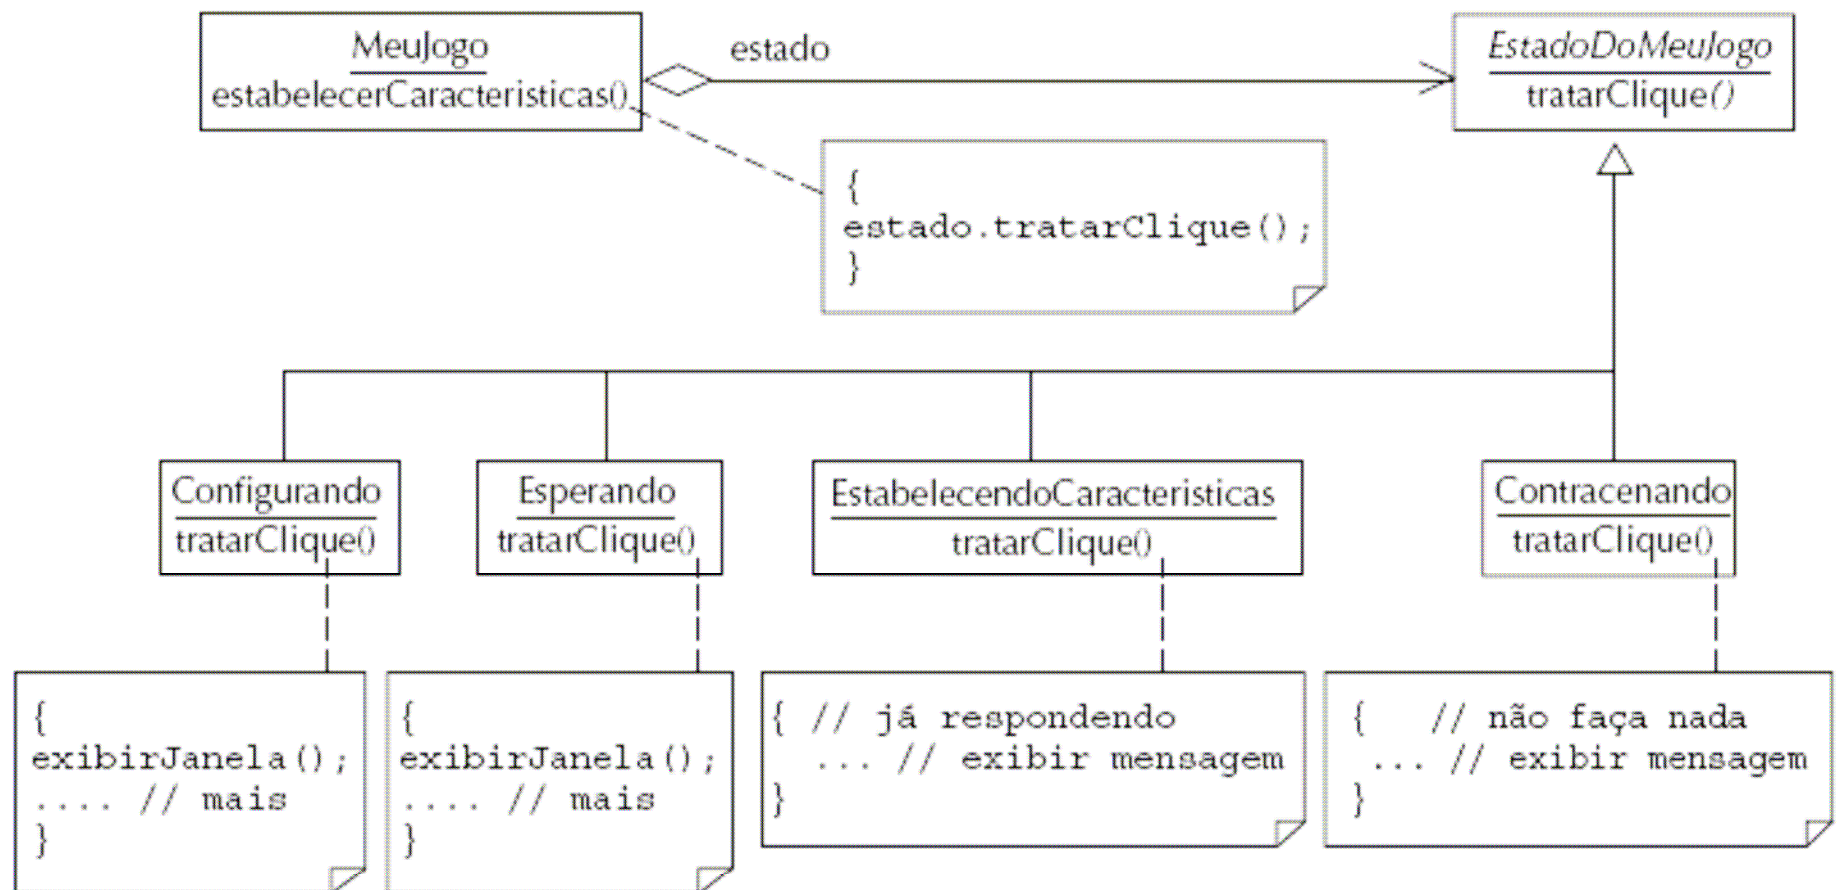 MeuJogo
estabelecerCaracteristicas()
estado
EstadoDoMeuJogo
tratarClique()
{
estado.tratarClique();
}
Configurando
tratarClique()
Esperando
tratarClique()
EstabelecendoCaracteristicas
tratarClique()
Contracenando
tratarClique()
{
exibirJanela();
.... // mais
}
{
exibirJanela();
.... // mais
}
{ // já respondendo
... // exibir mensagem
}
{ // não faça nada
... // exibir mensagem
}